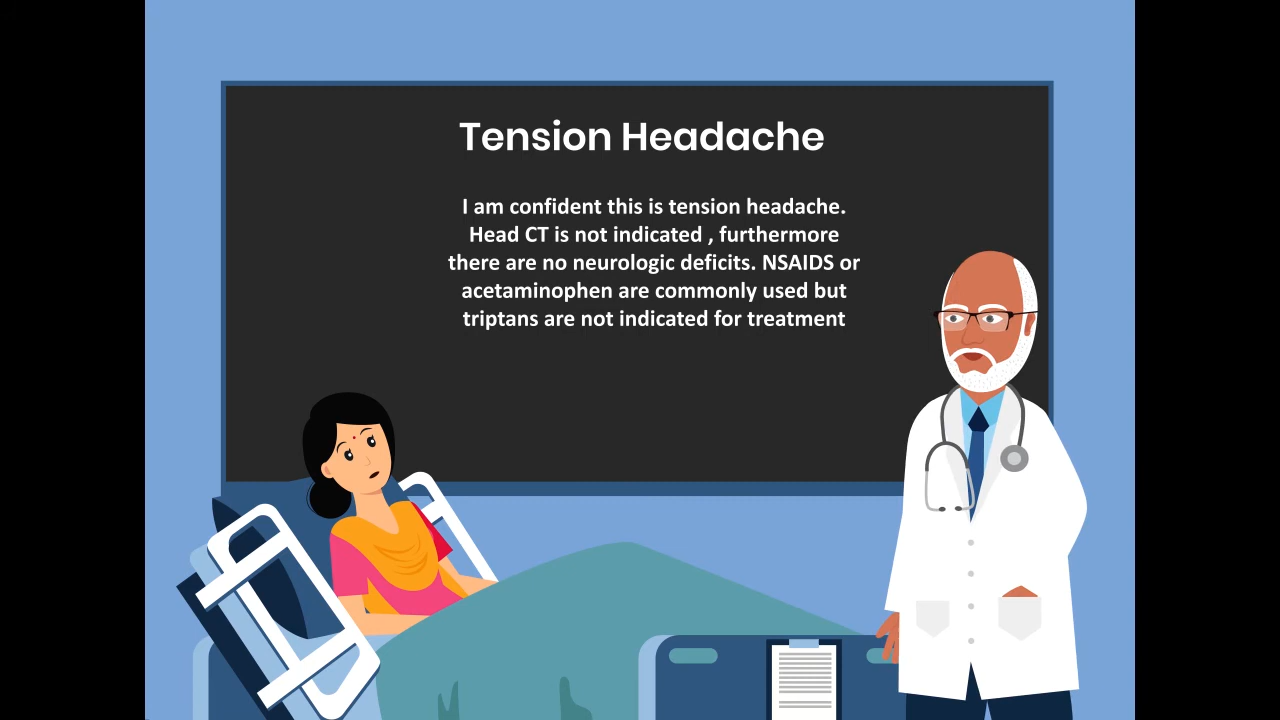 Tension Headache
I am confident this is tension headache.
Head CT is not indicated , furthermore
there are no neurologic deficits. NSAIDS or
acetaminophen are commonly used but
triptans are not indicated for treatment